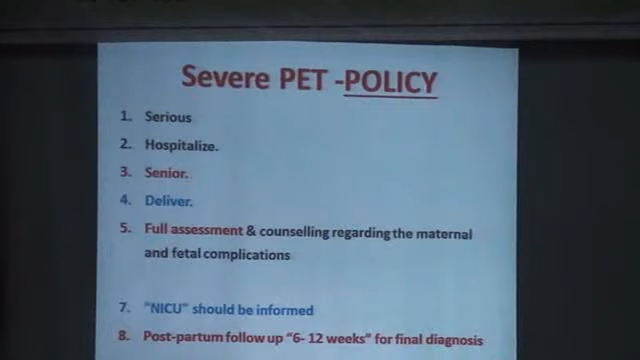 Severe PET -POLICY
1. Serious
2. Hospitalize.
3. Senior.
4. Deliver.
5. Full assessment & counselling regarding the maternal
and fetal complications
7. "NICU" should be informed
8. Post-partum follow up "6- 12 weeks" for final diagnosis